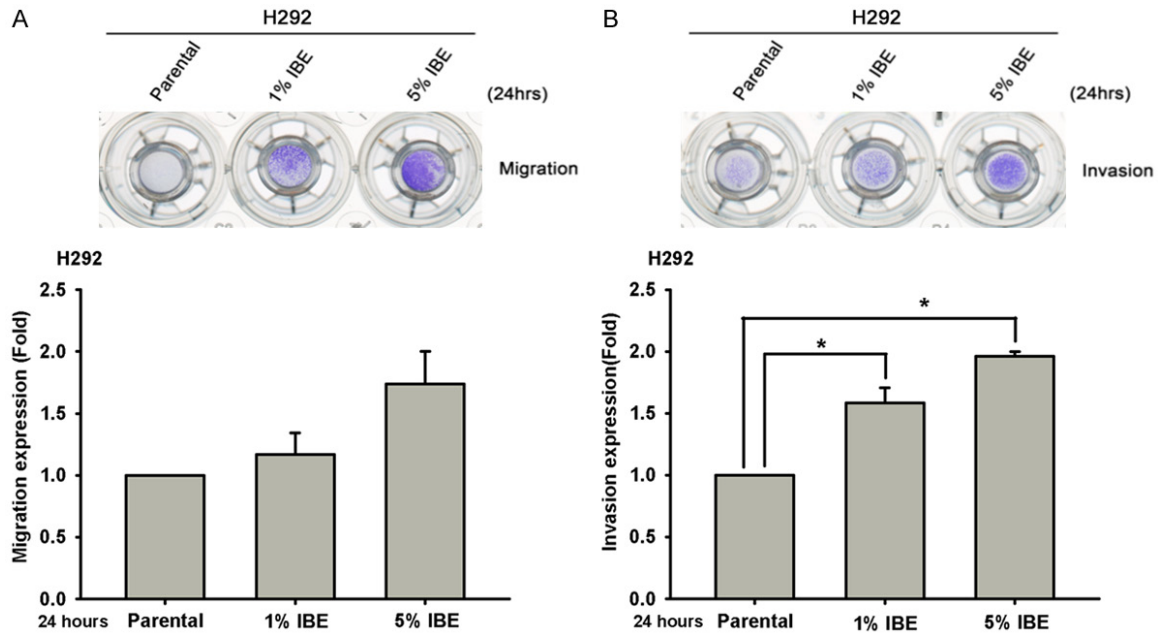 A
H292
Parental
1% IBE
5% IBE
(24hrs)
Migration
H292
Migration expression (Fold)
2.5
2.0
1.5
1.0
0.5
0.0
24 hours Parental 1% IBE 5% IBE
B
H292
Parental
1% IBE
5% IBE
(24hrs)
Invasion
H292
Invasion expression(Fold)
2.5
2.0
1.5
1.0
0.5
0.0
*
*
24 hours Parental 1% IBE 5% IBE